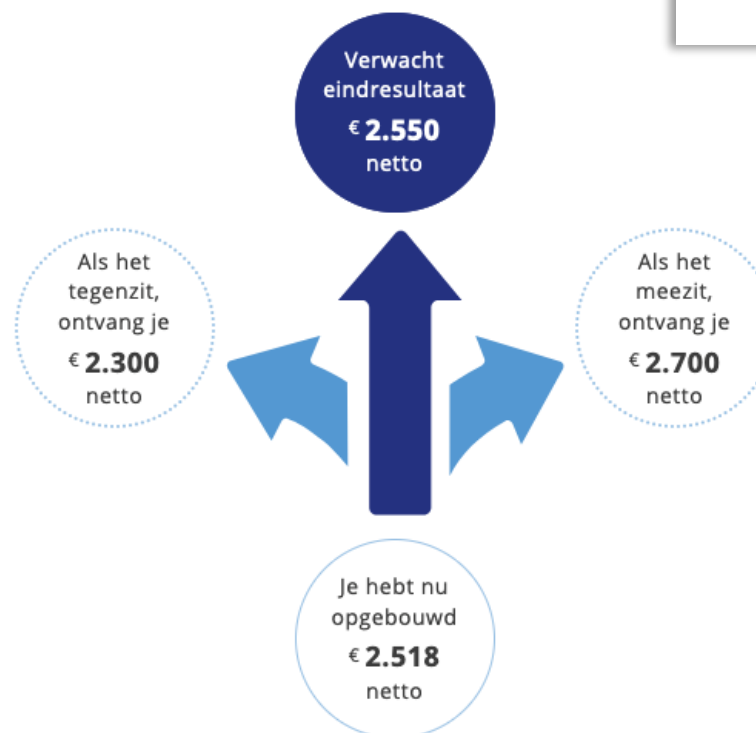 Verwacht
eindresultaat
€ 2.550
netto
Als het
tegenzit,
ontvang je
€ 2.300
netto
Als het
meezit,
ontvang je
€ 2.700
netto
Je hebt nu
opgebouwd
€ 2.518
netto